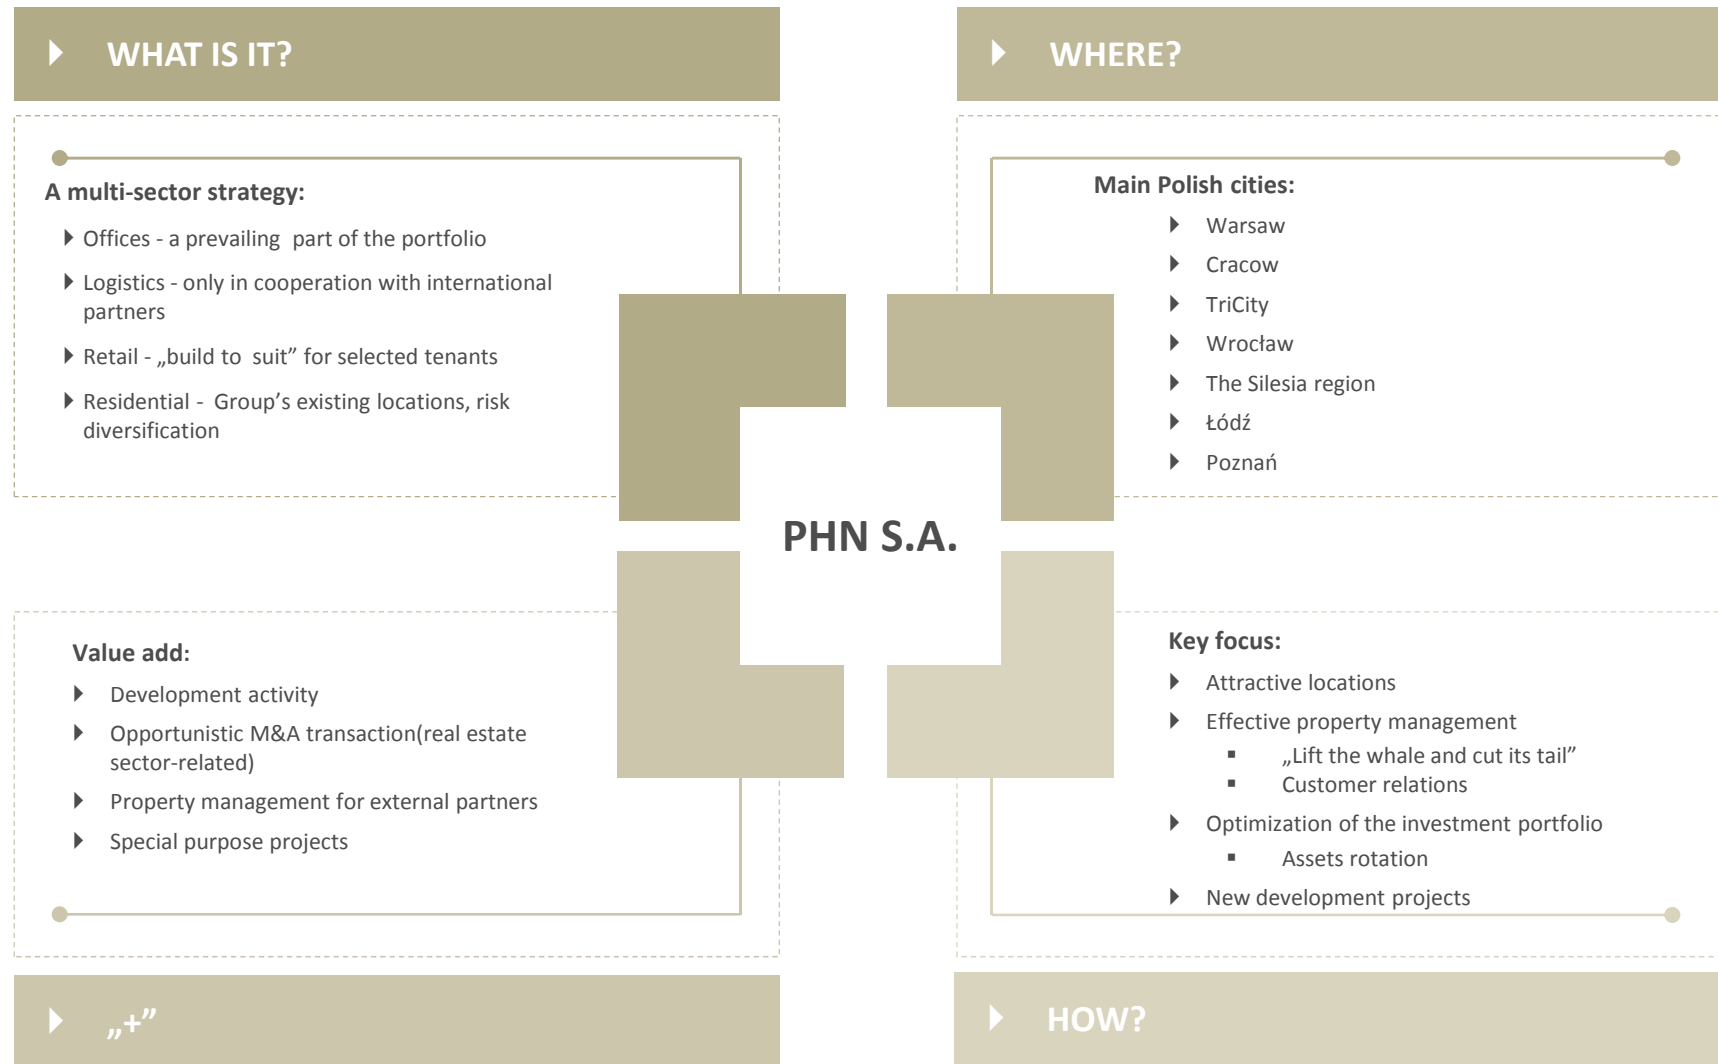 WHAT IS IT?
A multi-sector strategy:
Offices - a prevailing part of the portfolio
Logistics - only in cooperation with international
partners
Retail - „build to suit” for selected tenants
Residential - Group’s existing locations, risk
diversification
WHERE?
Main Polish cities:
Warsaw
Cracow
TriCity
Wrocław
The Silesia region
Łódź
Poznań
PHN S.A.
Value add:
Development activity
Opportunistic M&A transaction(real estate
sector-related)
Property management for external partners
Special purpose projects
„+”
Key focus:
Attractive locations
Effective property management
„Lift the whale and cut its tail”
Customer relations
Optimization of the investment portfolio
Assets rotation
New development projects
HOW?